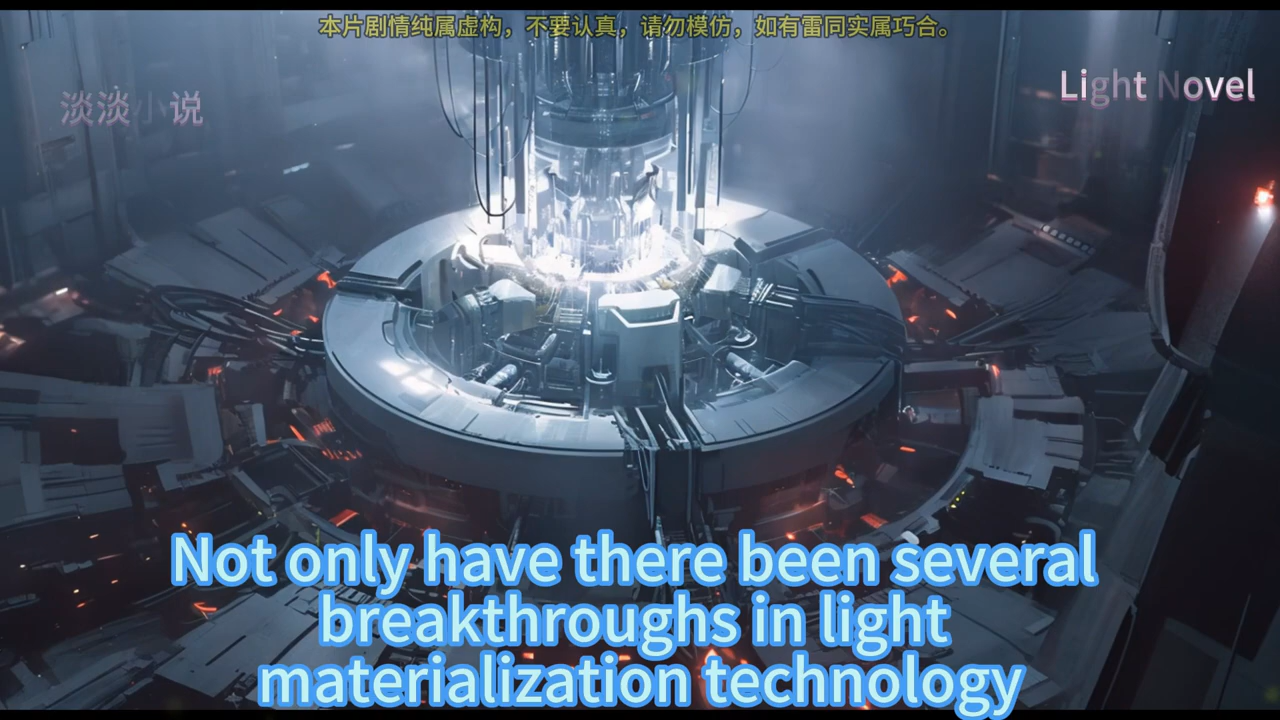 本片剧情纯属虚构，不要认真，请勿模仿，如有雷同实属巧合。
淡淡小说
Light Novel
Not only have there been several
breakthroughs in light
materialization technology